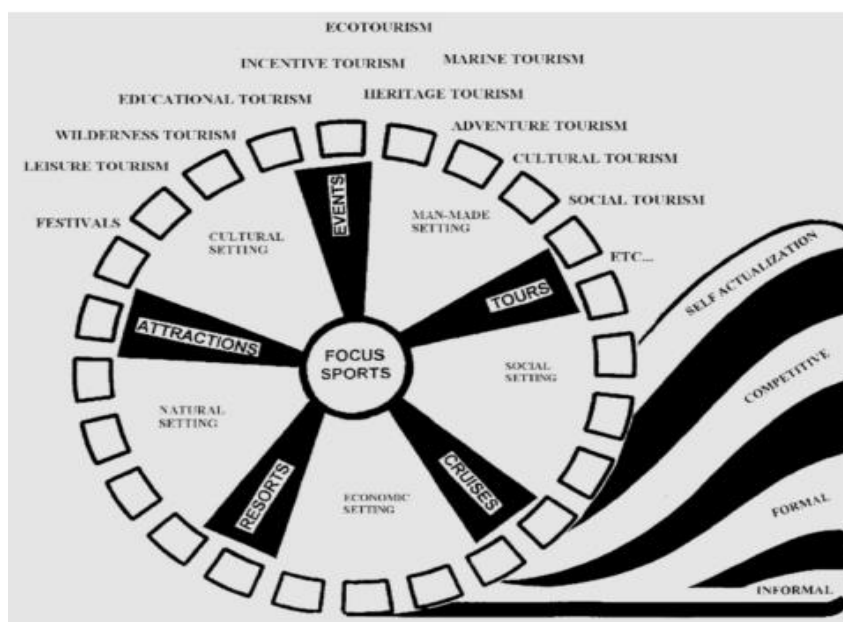 ECOTOURISM
INCENTIVE TOURISM
MARINE TOURISM
EDUCATIONAL TOURISM
HERITAGE TOURISM
WILDERNESS TOURISM
ADVENTURE TOURISM
LEISURE TOURISM
CULTURAL TOURISM
FESTIVALS
SOCIAL TOURISM
ETC...
EVENTS
CULTURAL
SETTING
MAN-MADE
SETTING
TOURS
ATTRACTIONS
FOCUS
SPORTS
SOCIAL
SETTING
NATURAL
SETTING
RESORTS
ECONOMIC
SETTING
CRUISES
SELF ACTUALIZATION
COMPETITIVE
FORMAL
INFORMAL